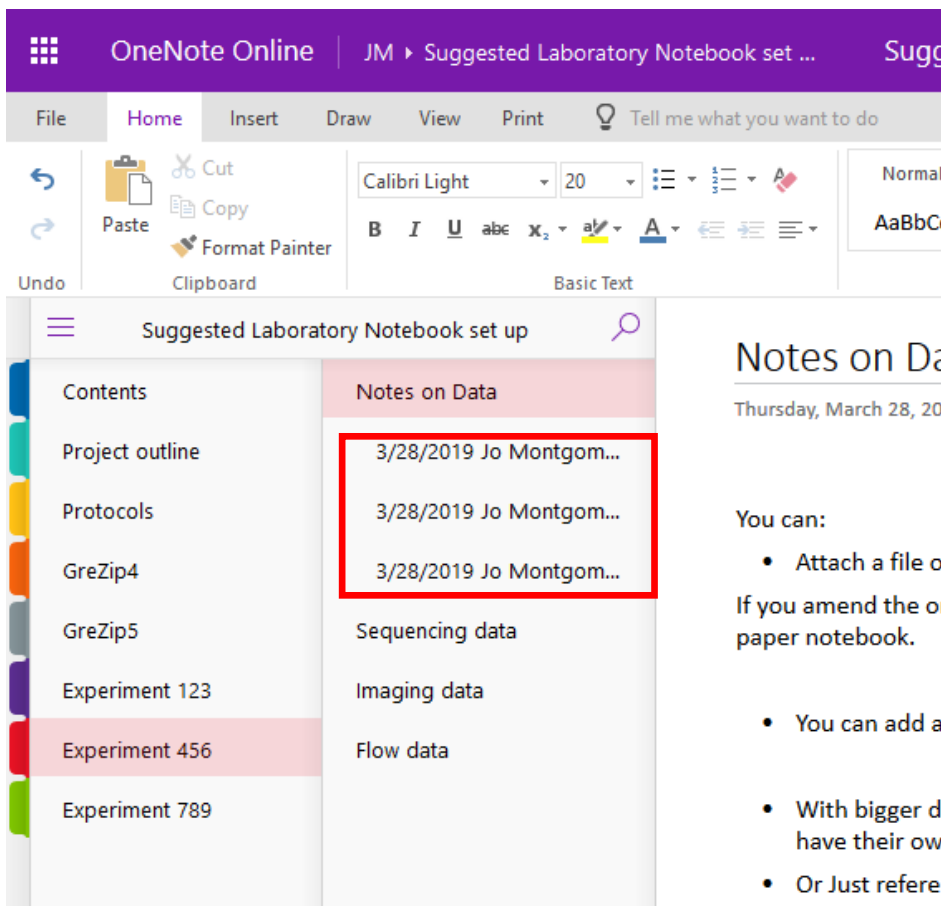 OneNote Online JM ▸ Suggested Laboratory Notebook set ... Sugg
File Home Insert Draw View Print Tell me what you want to do
Cut
Copy
Paste
Format Painter
Calibri Light 20
B I U abc x₂ A
Normal
AaBbC
Undo Clipboard Basic Text
Suggested Laboratory Notebook set up
Contents
Project outline
Protocols
GreZip4
GreZip5
Experiment 123
Experiment 456
Experiment 789
Notes on Data
3/28/2019 Jo Montgom...
3/28/2019 Jo Montgom...
3/28/2019 Jo Montgom...
Sequencing data
Imaging data
Flow data
Notes on Da
Thursday, March 28, 20
You can:
• Attach a file o
If you amend the o
paper notebook.
• You can add a
• With bigger d
have their ow
• Or Just refere